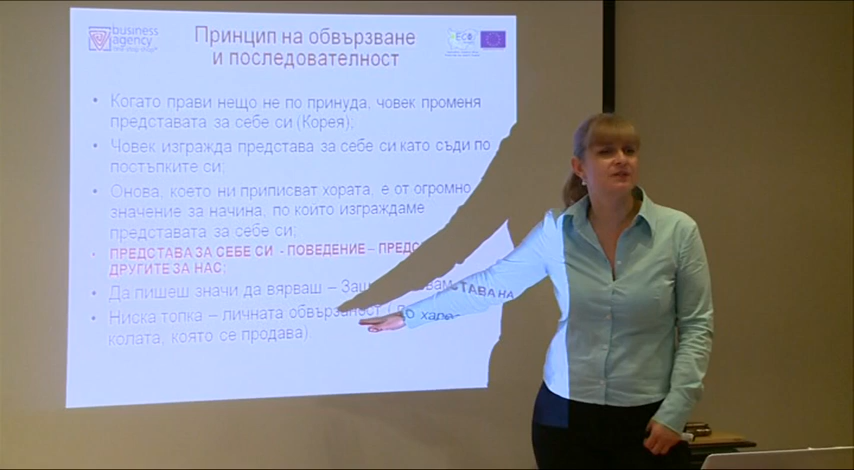 business
agency
Принцип на обвързване
и последователност
• Когато прави нещо не по принуда, човек променя
представата за себе си (Корея);
• Човек изгражда представа за себе си като съди по
постъпките си;
• Онова, което ни приписват хората, е от огромно
значение за начина, по който изграждаме
представата за себе си;
• ПРЕДСТАВА ЗА СЕБЕ СИ - ПОВЕДЕНИЕ – ПРЕДСТАВА НА
ДРУГИТЕ ЗА НАС;
• Да пишеш значи да вярваш –
• Ниска топка – личната обвързаност (
колата, която се продава)